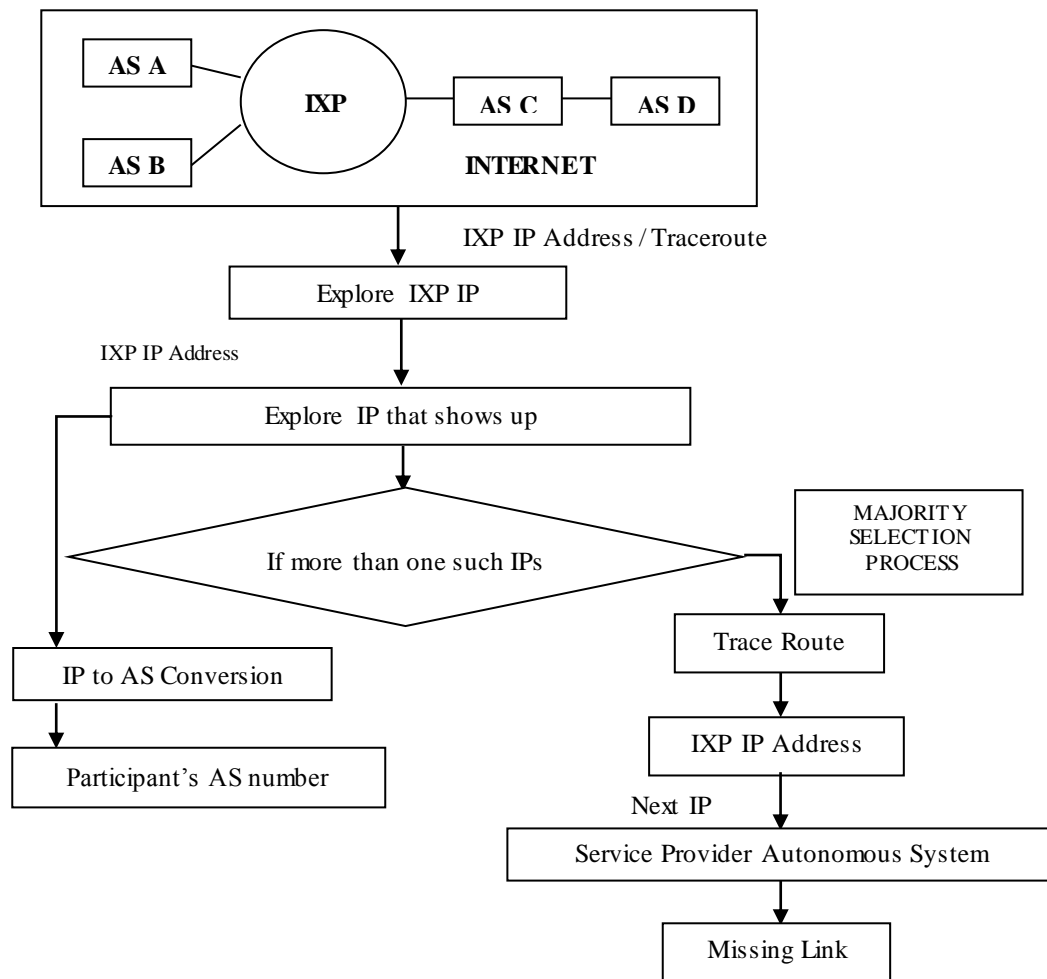 AS A
IXP
AS C
AS D
AS B
INTERNET
IXP IP Address / Traceroute
Explore IXP IP
IXP IP Address
Explore IP that shows up
MAJORITY
SELECTION
PROCESS
If more than one such IPs
Trace Route
IP to AS Conversion
IXP IP Address
Participant’s AS number
Next IP
Service Provider Autonomous System
Missing Link